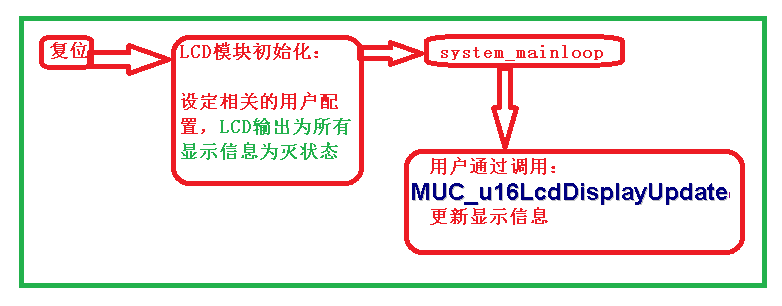 复位
LCD模块初始化：
设定相关的用户配
置，LCD输出为所有
显示信息为灭状态
system_mainloop
用户通过调用：
MUC_u16LcdDisplayUpdate
更新显示信息